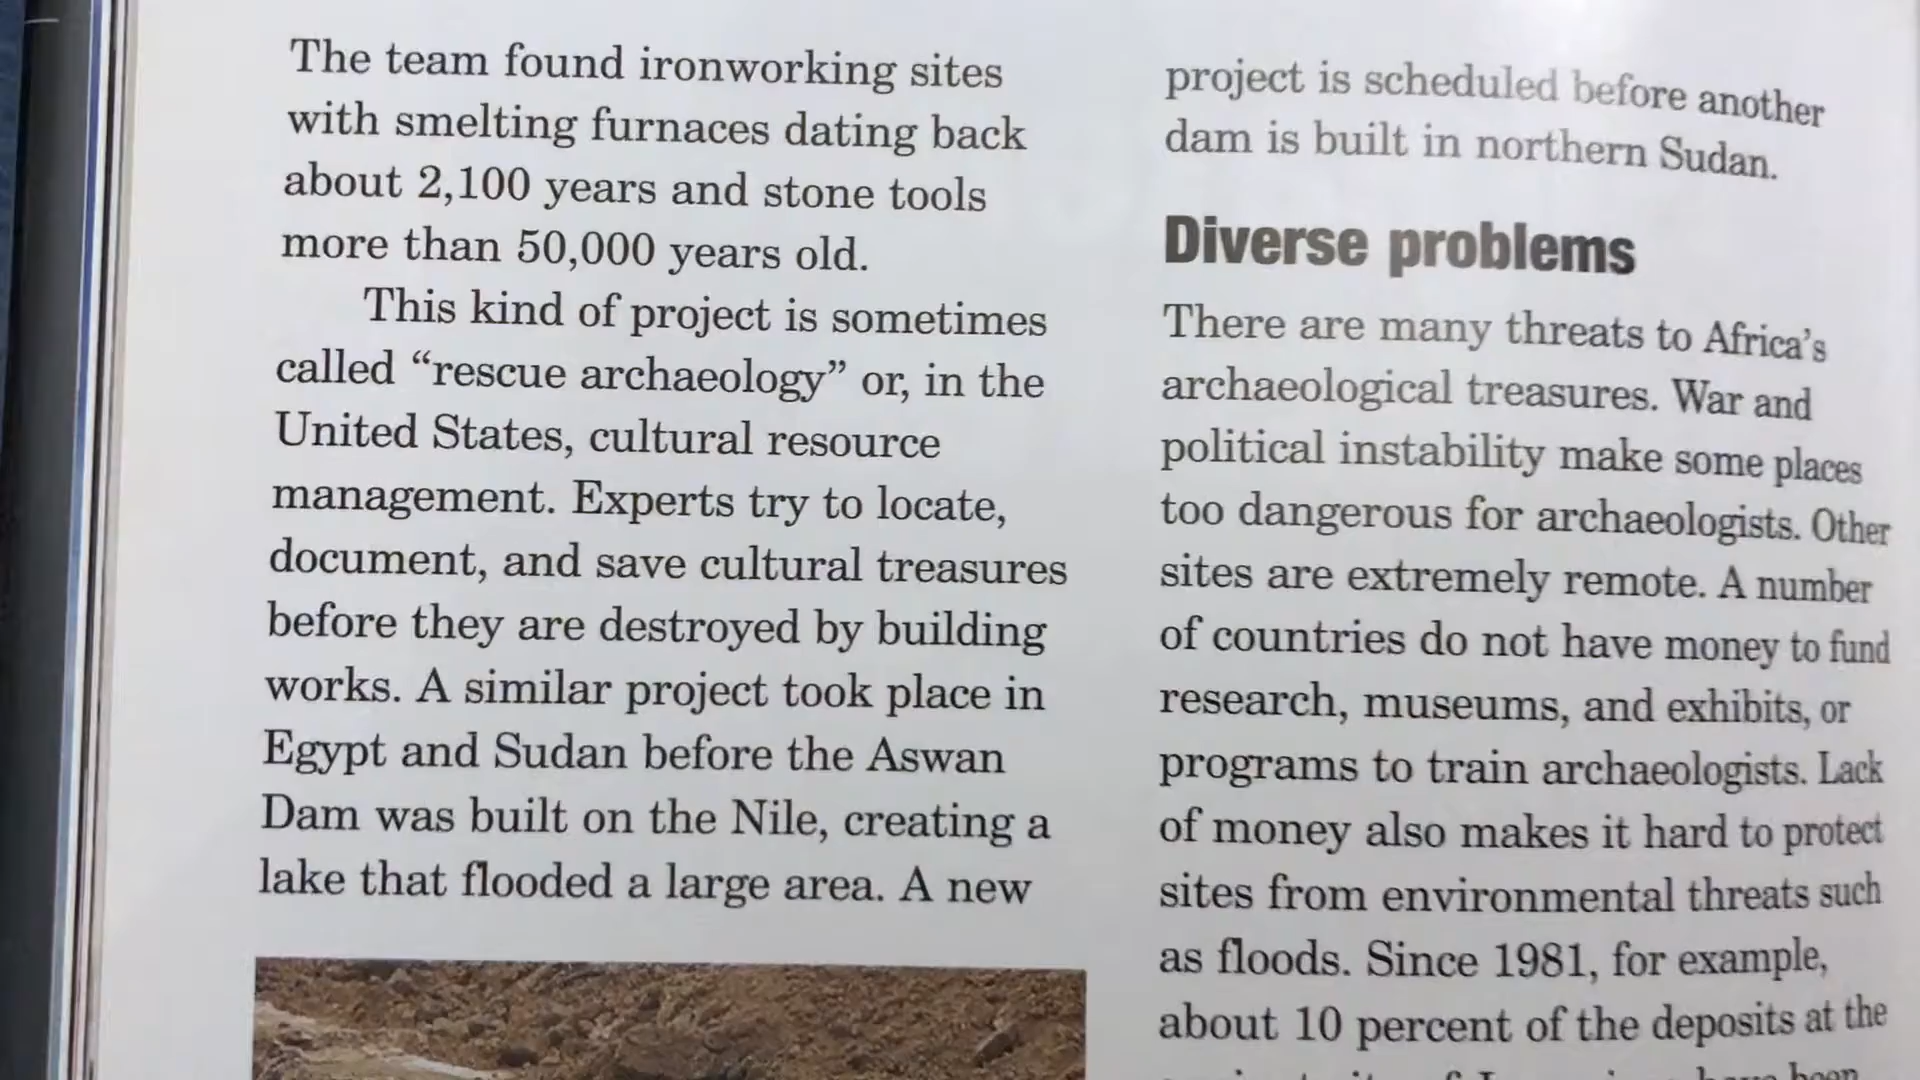 The team found ironworking sites
with smelting furnaces dating back
about 2,100 years and stone tools
more than 50,000 years old.
This kind of project is sometimes
called “rescue archaeology” or, in the
United States, cultural resource
management. Experts try to locate,
document, and save cultural treasures
before they are destroyed by building
works. A similar project took place in
Egypt and Sudan before the Aswan
Dam was built on the Nile, creating a
lake that flooded a large area. A new
project is scheduled before another
dam is built in northern Sudan.
Diverse problems
There are many threats to Africa’s
archaeological treasures. War and
political instability make some places
too dangerous for archaeologists. Other
sites are extremely remote. A number
of countries do not have money to fund
research, museums, and exhibits, or
programs to train archaeologists. Lack
of money also makes it hard to protect
sites from environmental threats such
as floods. Since 1981, for example,
about 10 percent of the deposits at the